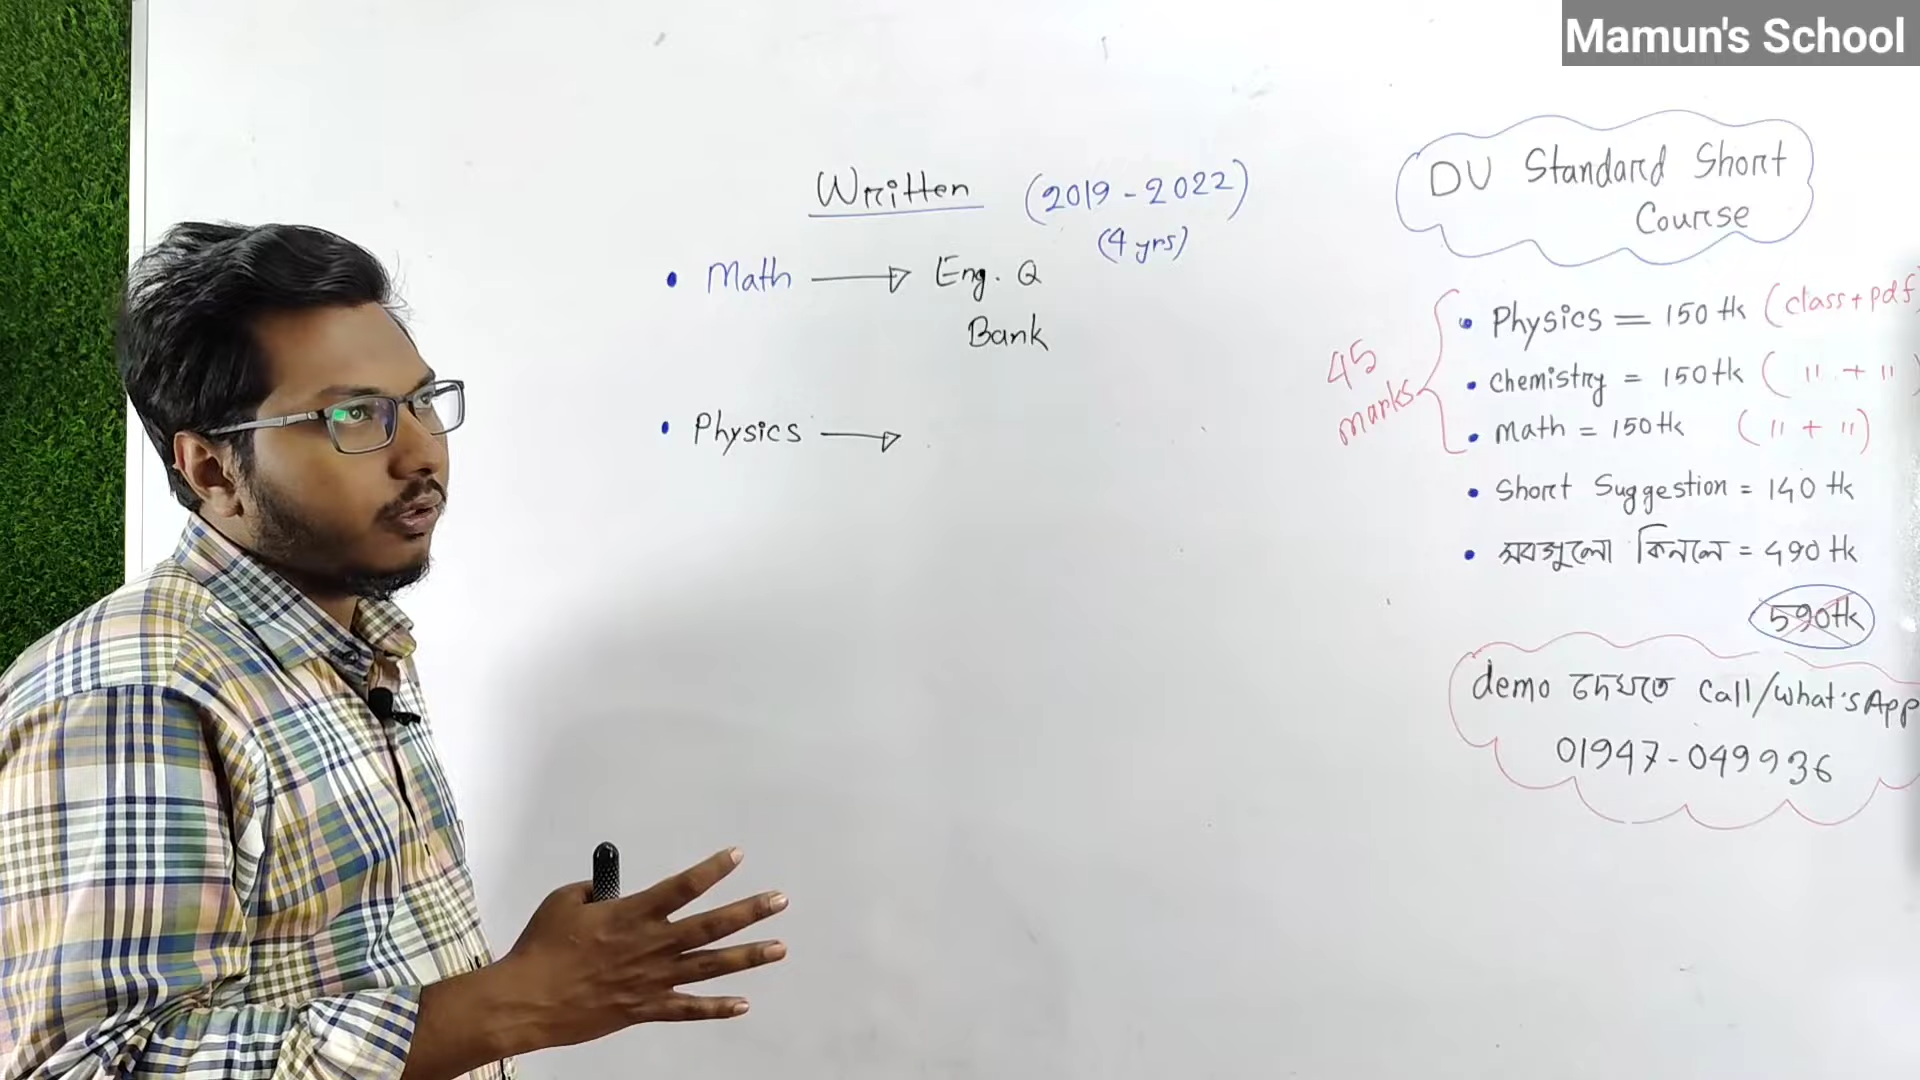 Mamun's School
Written (2019-2022)
(4 yrs)
• Math → Eng. Q
Bank
• Physics →
DU Standard Short
Course
45
marks
• Physics = 150 tk (class + pdf)
• Chemistry = 150 tk ( " + " )
• Math = 150 tk ( " + " )
• Short Suggestion = 140 tk
• সবগুলো কিনলে = 490 tk
590 tk
demo দেখতে Call/What'sApp
01947-049936